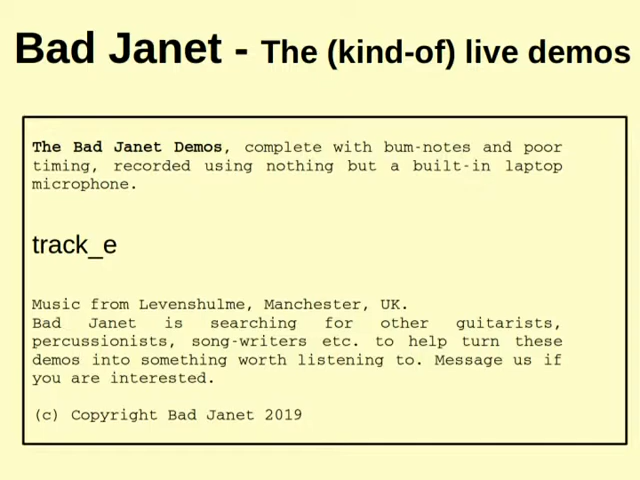 Bad Janet - The (kind-of) live demos
The Bad Janet Demos, complete with bum-notes and poor
timing, recorded using nothing but a built-in laptop
microphone.
track_e
Music from Levenshulme, Manchester, UK.
Bad Janet is searching for other guitarists,
percussionists, song-writers etc. to help turn these
demos into something worth listening to. Message us if
you are interested.
(c) Copyright Bad Janet 2019